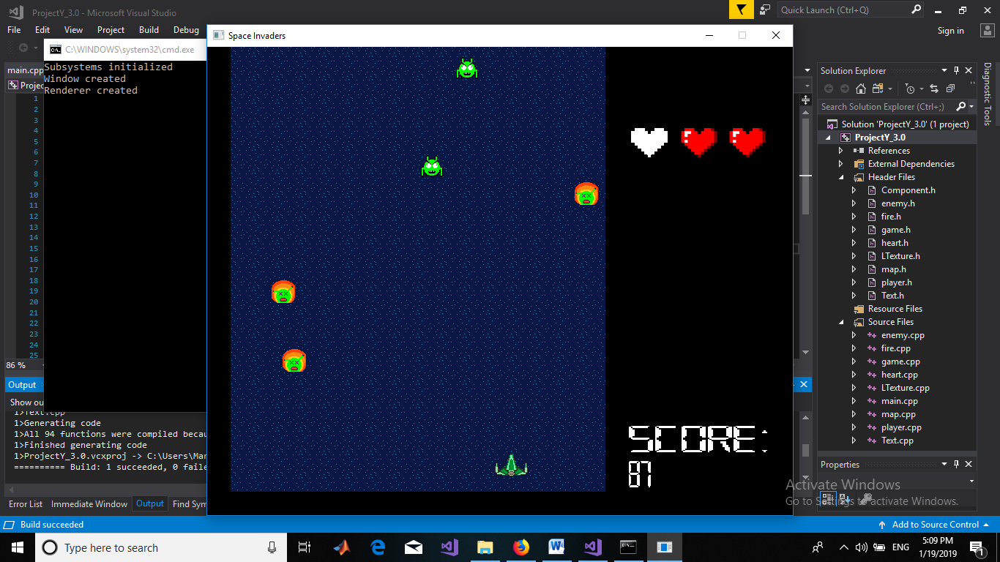 ProjectY_3.0 - Microsoft Visual Studio
Quick Launch (Ctrl+Q)
File Edit View Project Build Debug
Sign in
Space Invaders
C:\WINDOWS\system32\cmd.exe
Subsystems initialized
Window created
Renderer created
main.cpp
Projec
1
2
3
4
5
6
7
8
9
10
11
12
13
14
15
16
17
18
19
20
21
22
23
24
25
86 %
Output
Show ou
1>Text.cpp
1>Generating code
1>All 94 functions were compiled becau
1>Finished generating code
1>ProjectY_3.0.vcxproj -> C:\Users\Mar
========== Build: 1 succeeded, 0 faile
Error List Immediate Window Output Find Sym
SCORE:
87
Solution Explorer
Search Solution Explorer (Ctrl+;)
Solution 'ProjectY_3.0' (1 project)
ProjectY_3.0
References
External Dependencies
Header Files
Component.h
enemy.h
fire.h
game.h
heart.h
LTexture.h
map.h
player.h
Text.h
Resource Files
Source Files
enemy.cpp
fire.cpp
game.cpp
heart.cpp
LTexture.cpp
main.cpp
map.cpp
player.cpp
Text.cpp
Properties
Diagnostic Tools
Activate Windows
Go to Settings to activate Windows.
Build succeeded
Add to Source Control
Type here to search
ENG
5:09 PM
1/19/2019
1